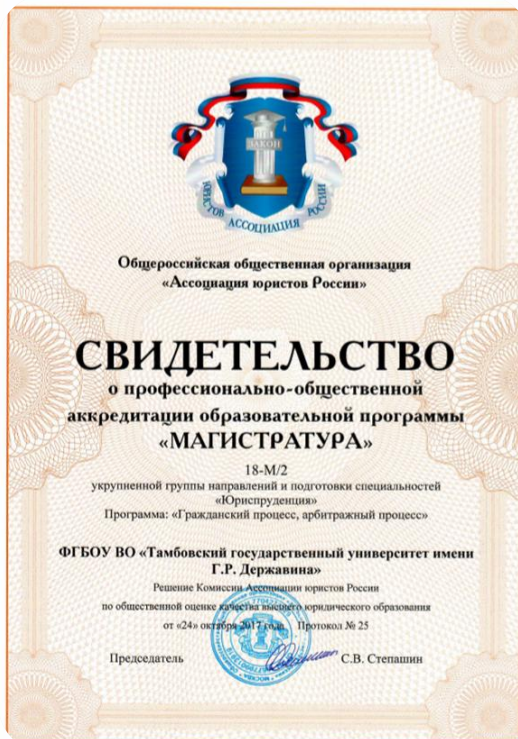 ЗАКОН
ЮРИСТОВ АССОЦИАЦИЯ РОССИИ
Общероссийская общественная организация
«Ассоциация юристов России»
СВИДЕТЕЛЬСТВО
о профессионально-общественной
аккредитации образовательной программы
«МАГИСТРАТУРА»
18-М/2
укрупненной группы направлений и подготовки специальностей
«Юриспруденция»
Программа: «Гражданский процесс, арбитражный процесс»
ФГБОУ ВО «Тамбовский государственный университет имени
Г.Р. Державина»
Решение Комиссии Ассоциации юристов России
по общественной оценке качества высшего юридического образования
от «24» октября 2017 года Протокол № 25
Председатель С.В. Степашин
МОСКВА